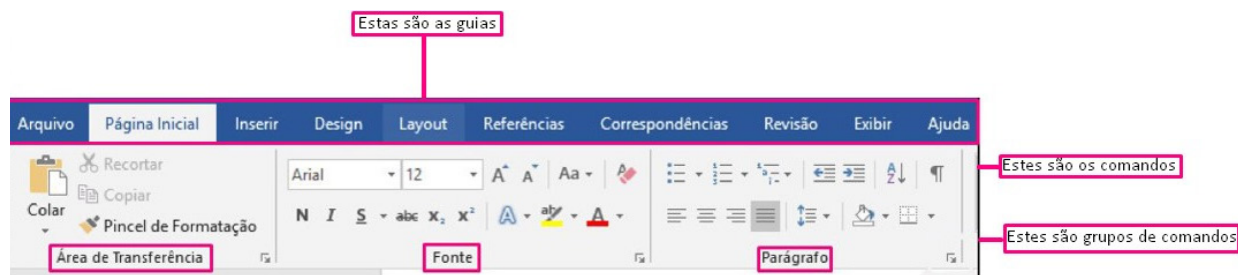 Estas são as guias
Arquivo Página Inicial Inserir Design Layout Referências Correspondências Revisão Exibir Ajuda
Recortar
Copiar
Colar
Pincel de Formatação
Área de Transferência
Arial 12 A A Aa
N I S abc X₂ X² A ab A
Fonte
Parágrafo
Estes são os comandos
Estes são grupos de comandos